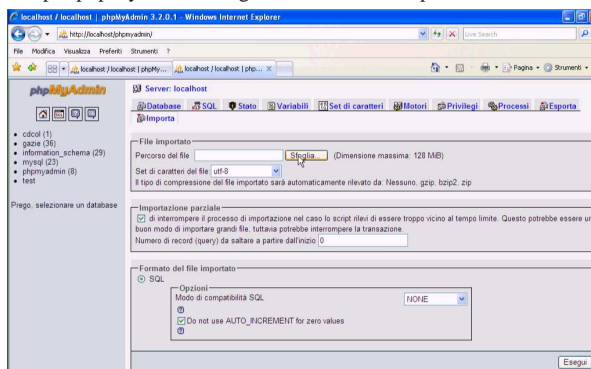 localhost / localhost | phpMyAdmin 3.2.0.1 - Windows Internet Explorer
http://localhost/phpmyadmin/
Live Search
File Modifica Visualizza Preferiti Strumenti ?
localhost / localhost | phpMy... localhost / localhost | php... X
Pagina Strumenti
phpMyAdmin
Server: localhost
Database SQL Stato Variabili Set di caratteri Motori Privilegi Processi Esporta
Importa
cdcol (1)
gazie (36)
information_schema (29)
mysql (23)
phpmyadmin (8)
test
Prego, selezionare un database
File importato
Percorso del file Sfoglia... (Dimensione massima: 128 MiB)
Set di caratteri del file: utf-8
Il tipo di compressione del file importato sarà automaticamente rilevato da: Nessuno, gzip, bzip2, zip
Importazione parziale
di interrompere il processo di importazione nel caso lo script rilevi di essere troppo vicino al tempo limite. Questo potrebbe essere un
buon modo di importare grandi file, tuttavia potrebbe interrompere la transazione.
Numero di record (query) da saltare a partire dall'inizio 0
Formato del file importato
SQL
Opzioni
Modo di compatibilità SQL NONE
Do not use AUTO_INCREMENT for zero values
Esegui